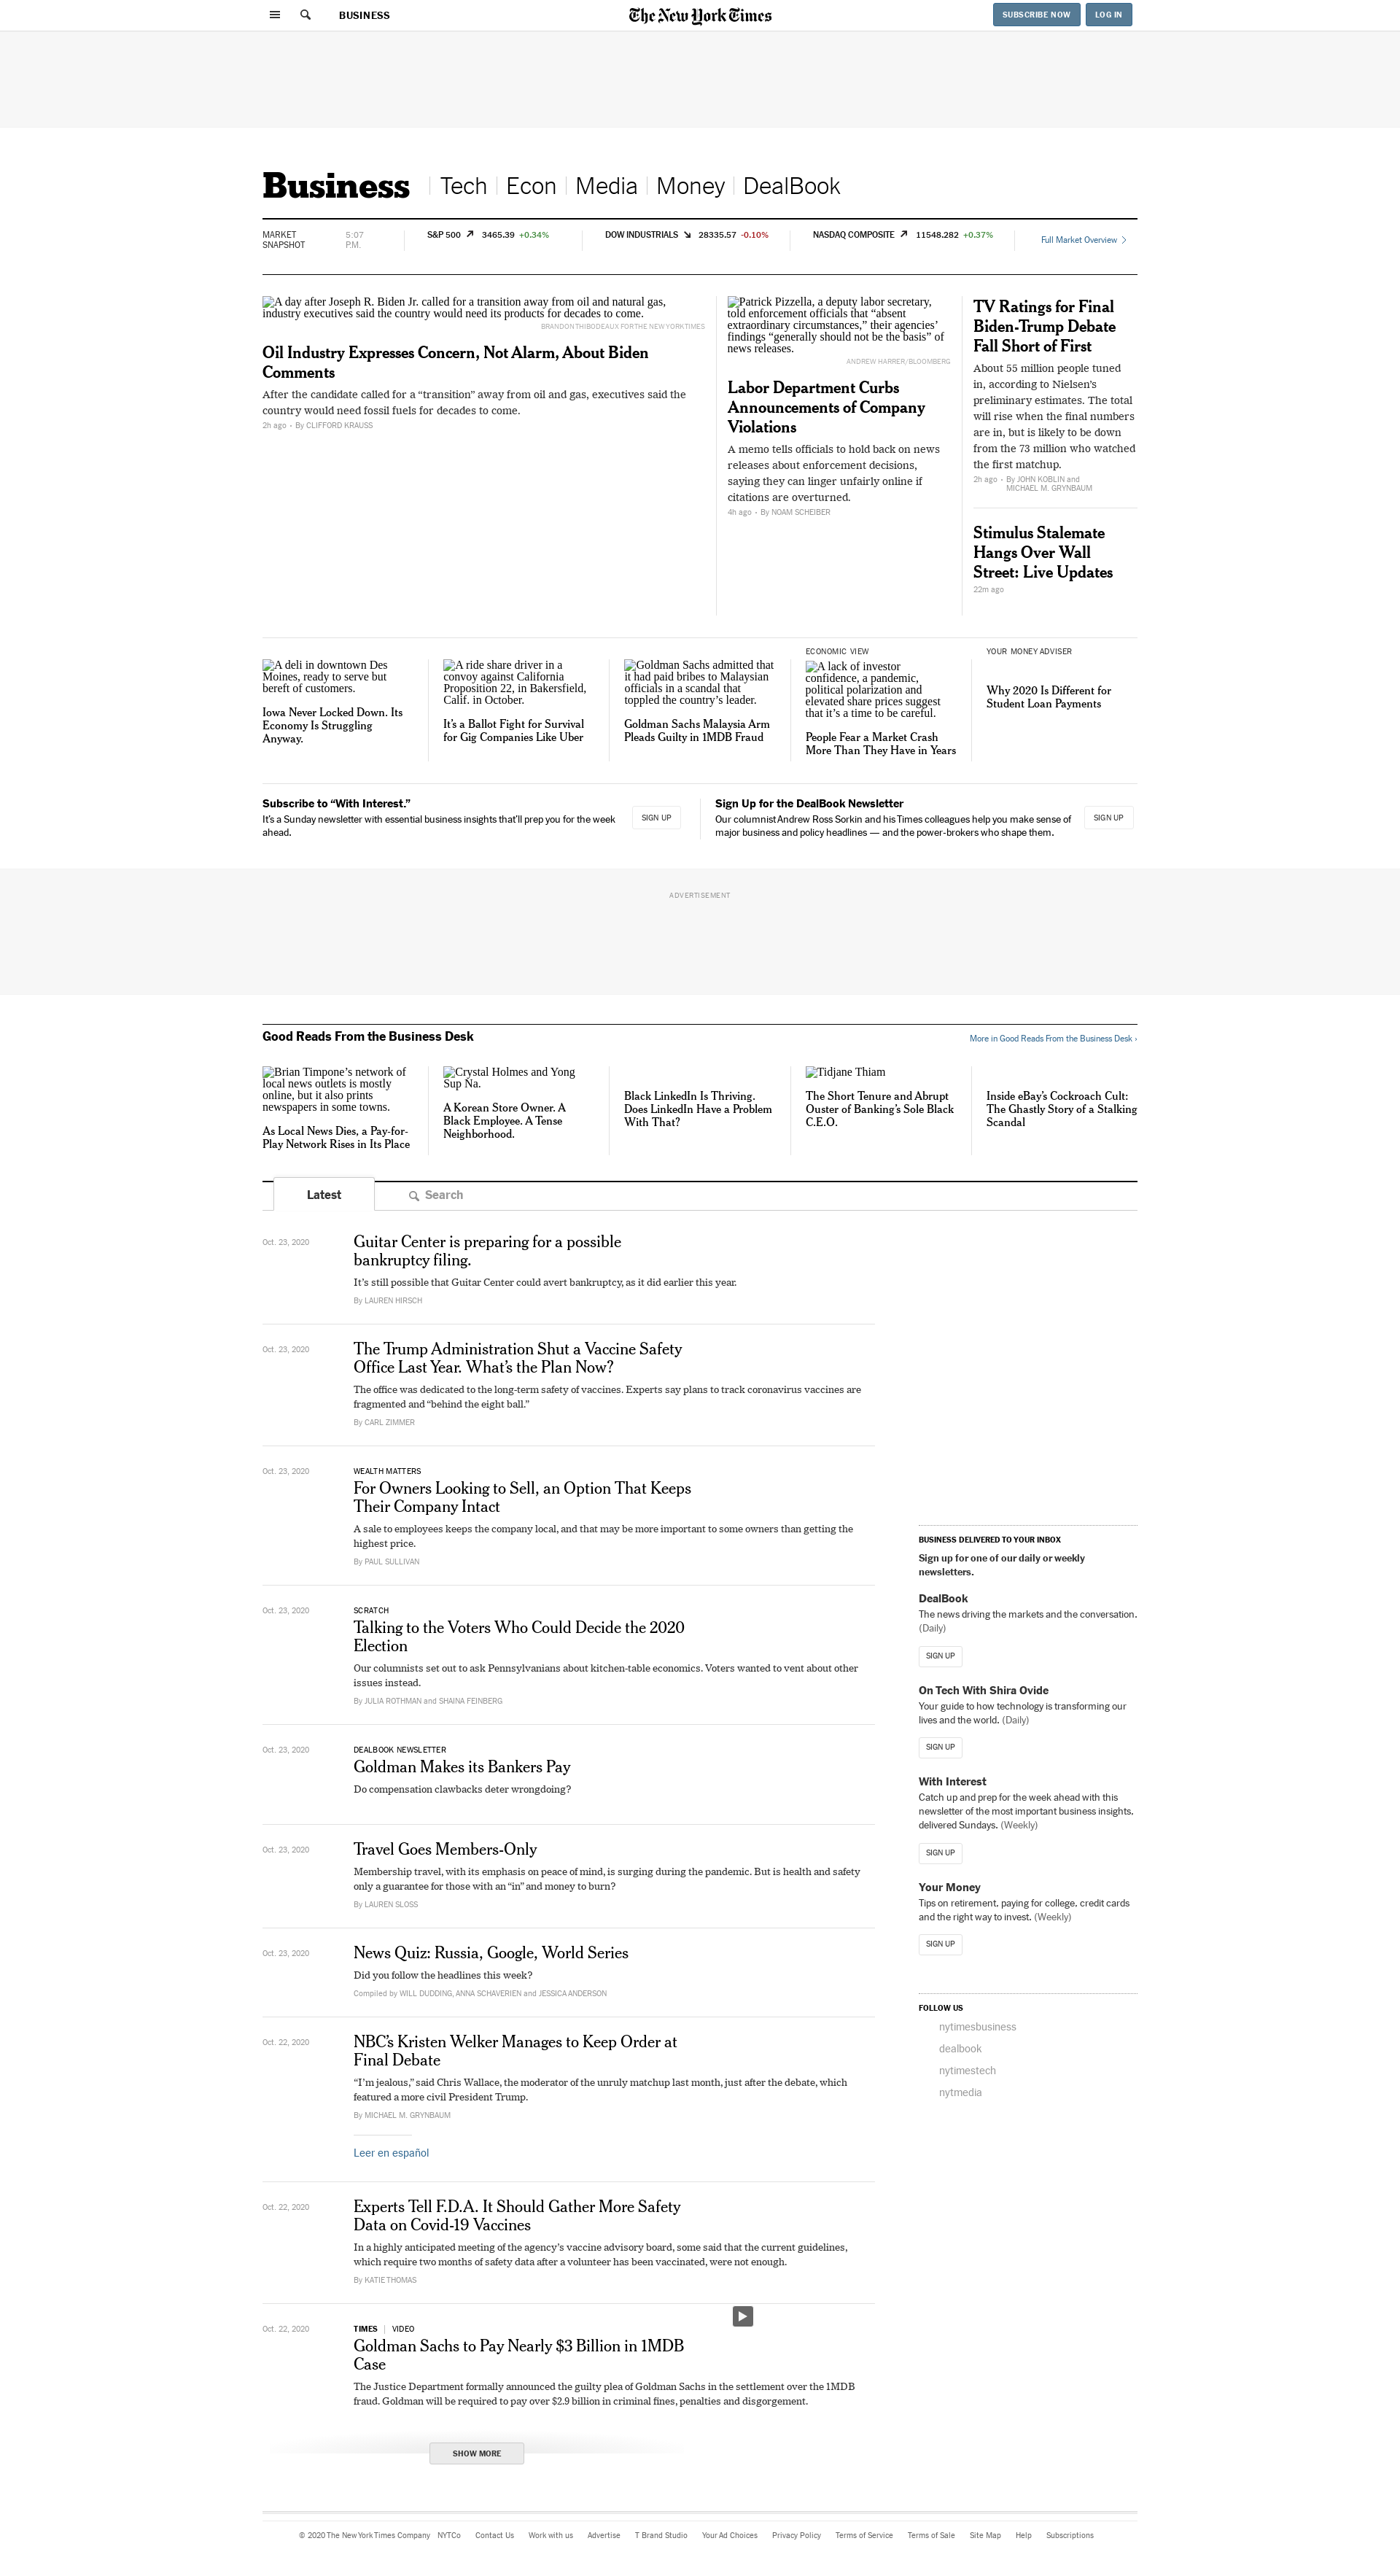 BUSINESS
The New York Times
SUBSCRIBE NOW
LOG IN
Business
Tech
Econ
Media
Money
DealBook
MARKET
SNAPSHOT
5:07
P.M.
S&P 500 3465.39 +0.34%
DOW INDUSTRIALS 28335.57 -0.10%
NASDAQ COMPOSITE 11548.282 +0.37%
Full Market Overview
A day after Joseph R. Biden Jr. called for a transition away from oil and natural gas,
industry executives said the country would need its products for decades to come.
BRANDON THIBODEAUX FOR THE NEW YORK TIMES
Oil Industry Expresses Concern, Not Alarm, About Biden
Comments
After the candidate called for a “transition” away from oil and gas, executives said the
country would need fossil fuels for decades to come.
2h ago • By CLIFFORD KRAUSS
Patrick Pizzella, a deputy labor secretary,
told enforcement officials that “absent
extraordinary circumstances,” their agencies’
findings “generally should not be the basis” of
news releases.
ANDREW HARRER/BLOOMBERG
Labor Department Curbs
Announcements of Company
Violations
A memo tells officials to hold back on news
releases about enforcement decisions,
saying they can linger unfairly online if
citations are overturned.
4h ago • By NOAM SCHEIBER
TV Ratings for Final
Biden-Trump Debate
Fall Short of First
About 55 million people tuned
in, according to Nielsen’s
preliminary estimates. The total
will rise when the final numbers
are in, but is likely to be down
from the 73 million who watched
the first matchup.
2h ago • By JOHN KOBLIN and
MICHAEL M. GRYNBAUM
Stimulus Stalemate
Hangs Over Wall
Street: Live Updates
22m ago
A deli in downtown Des
Moines, ready to serve but
bereft of customers.
Iowa Never Locked Down. Its
Economy Is Struggling
Anyway.
A ride share driver in a
convoy against California
Proposition 22, in Bakersfield,
Calif. in October.
It’s a Ballot Fight for Survival
for Gig Companies Like Uber
Goldman Sachs admitted that
it had paid bribes to Malaysian
officials in a scandal that
toppled the country’s leader.
Goldman Sachs Malaysia Arm
Pleads Guilty in 1MDB Fraud
ECONOMIC VIEW
A lack of investor
confidence, a pandemic,
political polarization and
elevated share prices suggest
that it’s a time to be careful.
People Fear a Market Crash
More Than They Have in Years
YOUR MONEY ADVISER
Why 2020 Is Different for
Student Loan Payments
Subscribe to “With Interest.”
It’s a Sunday newsletter with essential business insights that’ll prep you for the week
ahead.
SIGN UP
Sign Up for the DealBook Newsletter
Our columnist Andrew Ross Sorkin and his Times colleagues help you make sense of
major business and policy headlines — and the power-brokers who shape them.
SIGN UP
ADVERTISEMENT
Good Reads From the Business Desk
More in Good Reads From the Business Desk ›
Brian Timpone’s network of
local news outlets is mostly
online, but it also prints
newspapers in some towns.
As Local News Dies, a Pay-for-
Play Network Rises in Its Place
Crystal Holmes and Yong
Sup Na.
A Korean Store Owner. A
Black Employee. A Tense
Neighborhood.
Black LinkedIn Is Thriving.
Does LinkedIn Have a Problem
With That?
Tidjane Thiam
The Short Tenure and Abrupt
Ouster of Banking’s Sole Black
C.E.O.
Inside eBay’s Cockroach Cult:
The Ghastly Story of a Stalking
Scandal
Latest
Search
Oct. 23, 2020
Guitar Center is preparing for a possible
bankruptcy filing.
It’s still possible that Guitar Center could avert bankruptcy, as it did earlier this year.
By LAUREN HIRSCH
Oct. 23, 2020
The Trump Administration Shut a Vaccine Safety
Office Last Year. What’s the Plan Now?
The office was dedicated to the long-term safety of vaccines. Experts say plans to track coronavirus vaccines are
fragmented and “behind the eight ball.”
By CARL ZIMMER
Oct. 23, 2020
WEALTH MATTERS
For Owners Looking to Sell, an Option That Keeps
Their Company Intact
A sale to employees keeps the company local, and that may be more important to some owners than getting the
highest price.
By PAUL SULLIVAN
Oct. 23, 2020
SCRATCH
Talking to the Voters Who Could Decide the 2020
Election
Our columnists set out to ask Pennsylvanians about kitchen-table economics. Voters wanted to vent about other
issues instead.
By JULIA ROTHMAN and SHAINA FEINBERG
Oct. 23, 2020
DEALBOOK NEWSLETTER
Goldman Makes its Bankers Pay
Do compensation clawbacks deter wrongdoing?
Oct. 23, 2020
Travel Goes Members-Only
Membership travel, with its emphasis on peace of mind, is surging during the pandemic. But is health and safety
only a guarantee for those with an “in” and money to burn?
By LAUREN SLOSS
Oct. 23, 2020
News Quiz: Russia, Google, World Series
Did you follow the headlines this week?
Compiled by WILL DUDDING, ANNA SCHAVERIEN and JESSICA ANDERSON
Oct. 22, 2020
NBC’s Kristen Welker Manages to Keep Order at
Final Debate
“I’m jealous,” said Chris Wallace, the moderator of the unruly matchup last month, just after the debate, which
featured a more civil President Trump.
By MICHAEL M. GRYNBAUM
Leer en español
Oct. 22, 2020
Experts Tell F.D.A. It Should Gather More Safety
Data on Covid-19 Vaccines
In a highly anticipated meeting of the agency’s vaccine advisory board, some said that the current guidelines,
which require two months of safety data after a volunteer has been vaccinated, were not enough.
By KATIE THOMAS
Oct. 22, 2020
TIMES | VIDEO
Goldman Sachs to Pay Nearly $3 Billion in 1MDB
Case
The Justice Department formally announced the guilty plea of Goldman Sachs in the settlement over the 1MDB
fraud. Goldman will be required to pay over $2.9 billion in criminal fines, penalties and disgorgement.
SHOW MORE
BUSINESS DELIVERED TO YOUR INBOX
Sign up for one of our daily or weekly
newsletters.
DealBook
The news driving the markets and the conversation.
(Daily)
SIGN UP
On Tech With Shira Ovide
Your guide to how technology is transforming our
lives and the world. (Daily)
SIGN UP
With Interest
Catch up and prep for the week ahead with this
newsletter of the most important business insights,
delivered Sundays. (Weekly)
SIGN UP
Your Money
Tips on retirement, paying for college, credit cards
and the right way to invest. (Weekly)
SIGN UP
FOLLOW US
nytimesbusiness
dealbook
nytimestech
nytmedia
© 2020 The New York Times Company NYTCo Contact Us Work with us Advertise T Brand Studio Your Ad Choices Privacy Policy Terms of Service Terms of Sale Site Map Help Subscriptions